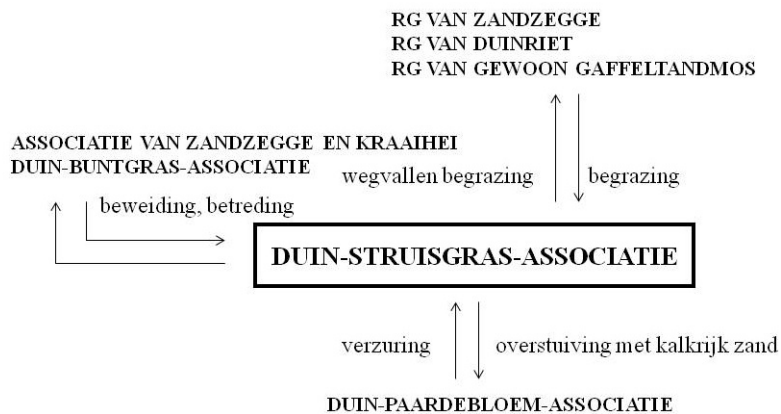 RG VAN ZANDZEGGE
RG VAN DUINRIET
RG VAN GEWOON GAFFELTANDMOS
ASSOCIATIE VAN ZANDZEGGE EN KRAAIHEI
DUIN-BUNTGRAS-ASSOCIATIE
wegvallen begrazing
begrazing
beweiding, betreding
DUIN-STRUISGRAS-ASSOCIATIE
verzuring
overstuiving met kalkrijk zand
DUIN-PAARDEBLOEM-ASSOCIATIE